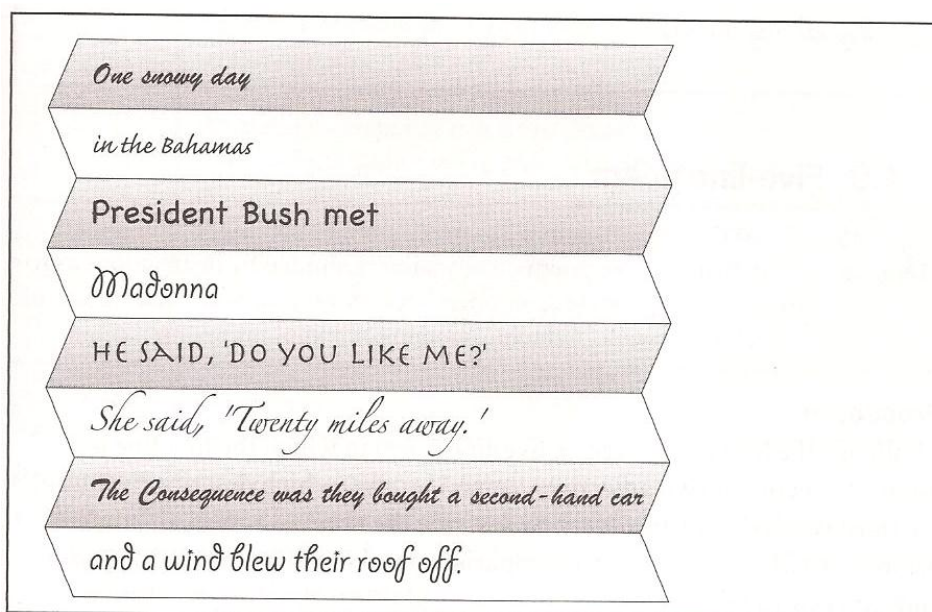 One snowy day
in the Bahamas
President Bush met
Madonna
HE SAID, 'DO YOU LIKE ME?'
She said, 'Twenty miles away.'
The Consequence was they bought a second-hand car
and a wind blew their roof off.